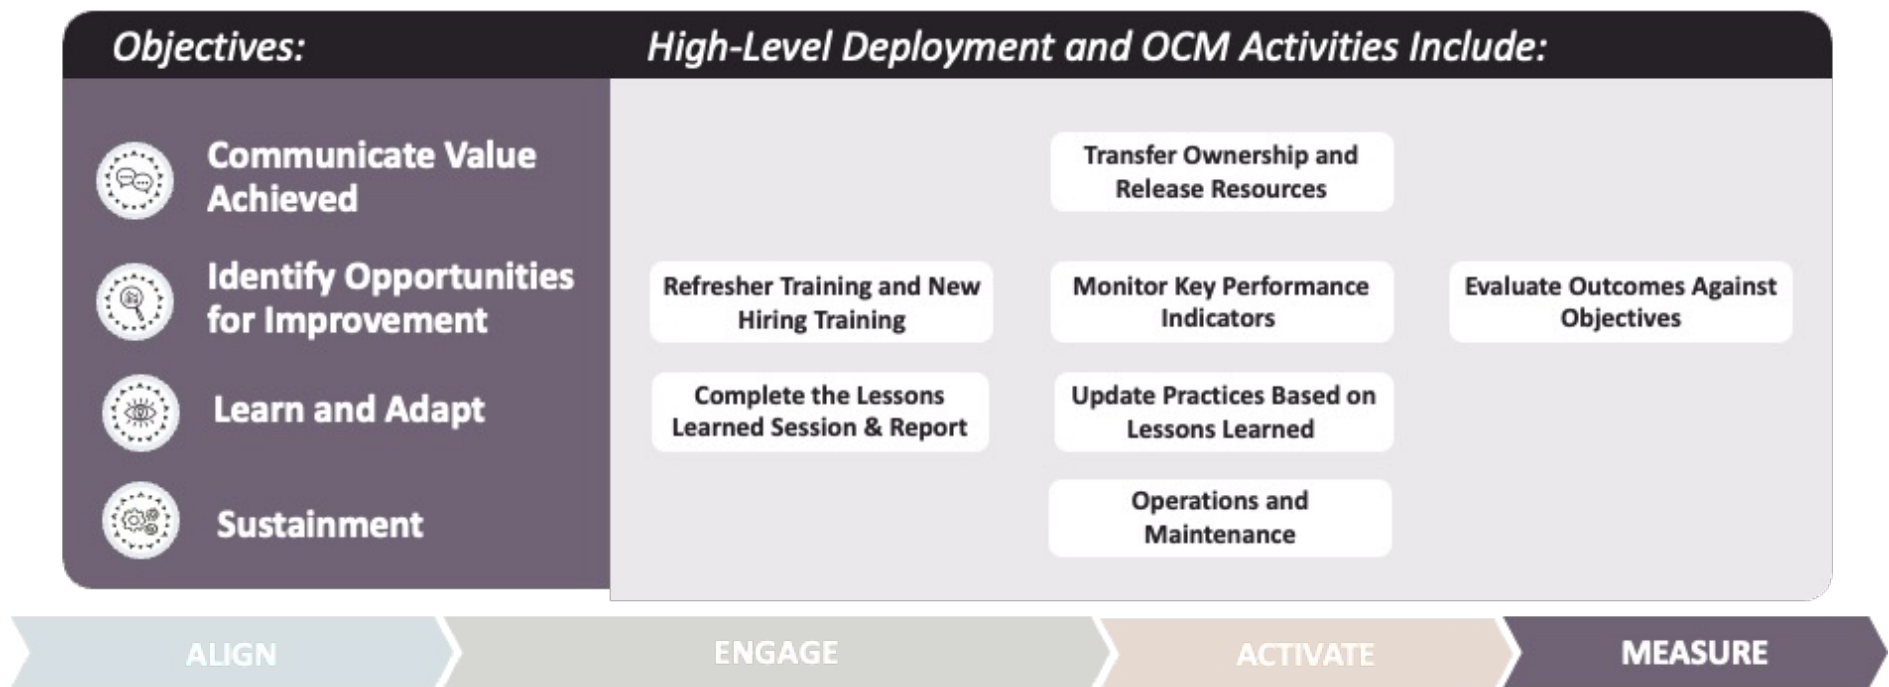 Objectives:
High-Level Deployment and OCM Activities Include:
Communicate Value
Achieved
Transfer Ownership and
Release Resources
Identify Opportunities
for Improvement
Refresher Training and New
Hiring Training
Monitor Key Performance
Indicators
Evaluate Outcomes Against
Objectives
Learn and Adapt
Complete the Lessons
Learned Session & Report
Update Practices Based on
Lessons Learned
Sustainment
Operations and
Maintenance
ALIGN
ENGAGE
ACTIVATE
MEASURE